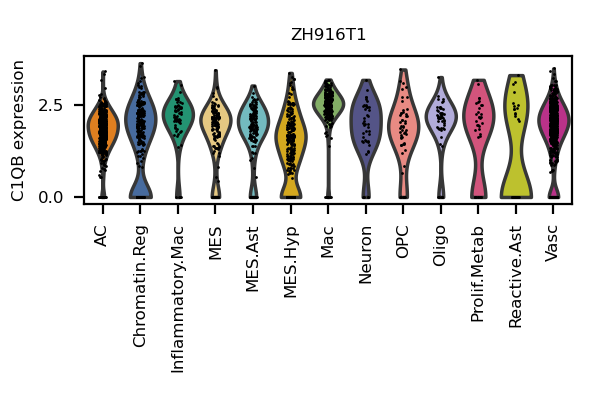 ZH916T1
C1QB expression
2.5
0.0
AC
Chromatin.Reg
Inflammatory.Mac
MES
MES.Ast
MES.Hyp
Mac
Neuron
OPC
Oligo
Prolif.Metab
Reactive.Ast
Vasc